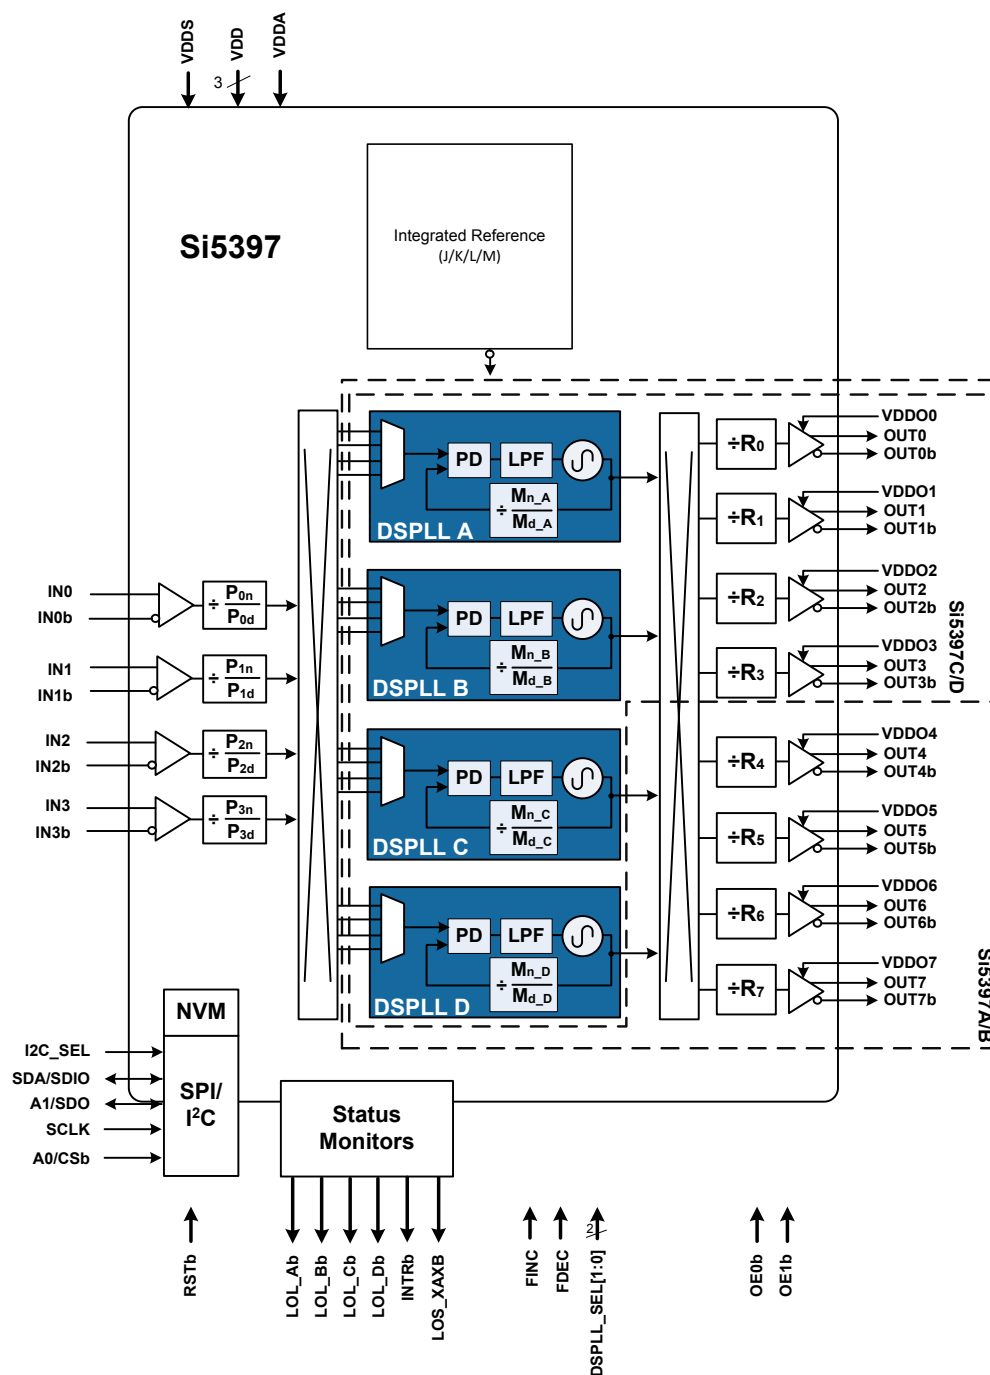 VDDS
VDD
VDDA
3
Si5397
Integrated Reference
(J/K/L/M)
DSPLL A
PD
LPF
÷ Mn_A
Md_A
DSPLL B
PD
LPF
÷ Mn_B
Md_B
DSPLL C
PD
LPF
÷ Mn_C
Md_C
DSPLL D
PD
LPF
÷ Mn_D
Md_D
IN0
IN0b
÷ P0n
P0d
IN1
IN1b
÷ P1n
P1d
IN2
IN2b
÷ P2n
P2d
IN3
IN3b
÷ P3n
P3d
÷R0
VDDO0
OUT0
OUT0b
÷R1
VDDO1
OUT1
OUT1b
÷R2
VDDO2
OUT2
OUT2b
÷R3
VDDO3
OUT3
OUT3b
÷R4
VDDO4
OUT4
OUT4b
÷R5
VDDO5
OUT5
OUT5b
÷R6
VDDO6
OUT6
OUT6b
÷R7
VDDO7
OUT7
OUT7b
Si5397C/D
Si5397A/B
NVM
SPI/
I²C
I2C_SEL
SDA/SDIO
A1/SDO
SCLK
A0/CSb
RSTb
Status
Monitors
LOL_Ab
LOL_Bb
LOL_Cb
LOL_Db
INTRb
LOS_XAXB
FINC
FDEC
2
DSPLL_SEL[1:0]
OE0b
OE1b